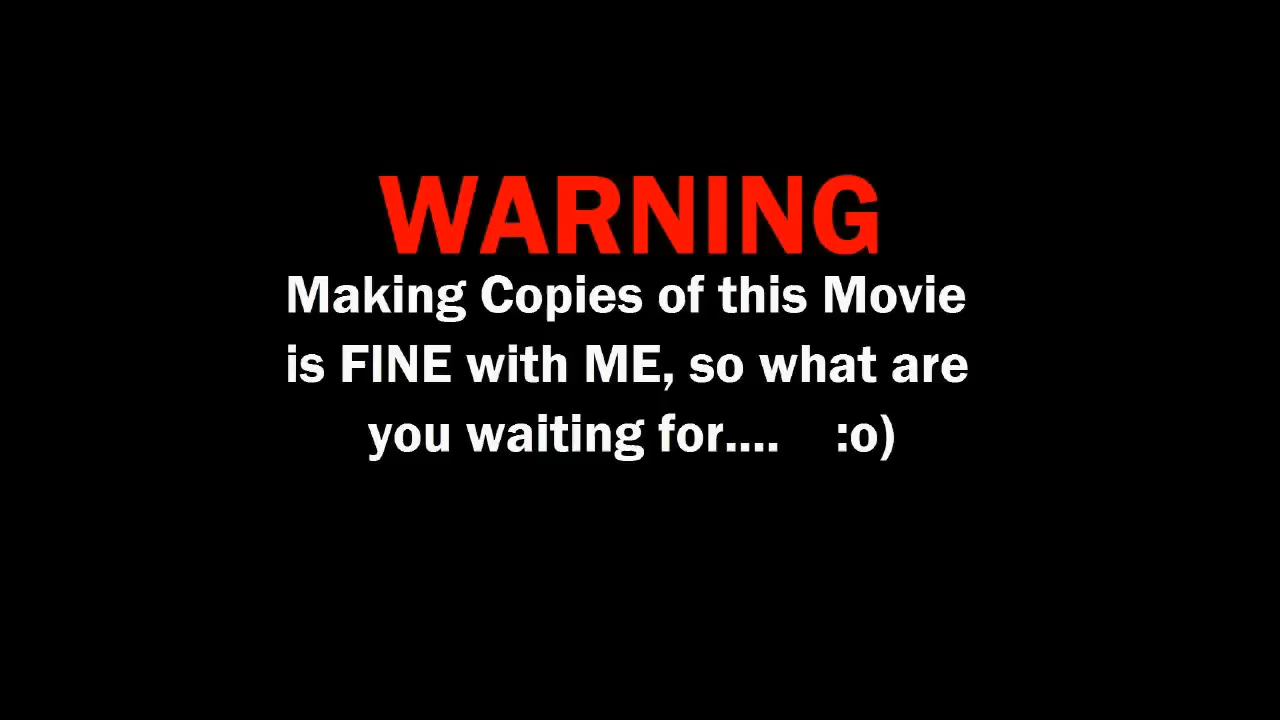 WARNING
Making Copies of this Movie
is FINE with ME, so what are
you waiting for.... :o)